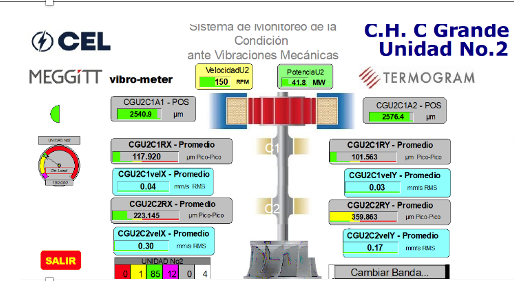 Sistema de Monitoreo de la
Condición
ante Vibraciones Mecánicas
C.H. C Grande
Unidad No.2
CEL
MEGGITT vibro-meter
VelocidadU2
150 RPM
PotenciaU2
41.8 MW
TERMOGRAM
CGU2C1A1 - POS
2540.9 µm
CGU2C1A2 - POS
2576.4 µm
CGU2C1RX - Promedio
117.920 µm Pico-Pico
C1
CGU2C1RY - Promedio
101.563 µm Pico-Pico
CGU2C1velX - Promedio
0.04 mm/s RMS
CGU2C1velY - Promedio
0.03 mm/s RMS
CGU2C2RX - Promedio
223.145 µm Pico-Pico
C2
CGU2C2RY - Promedio
359.863 µm Pico-Pico
CGU2C2velX - Promedio
0.30 mm/s RMS
CGU2C2velY - Promedio
0.17 mm/s RMS
SALIR
UNIDAD No2
0 1 85 12 0 4
Cambiar Banda...